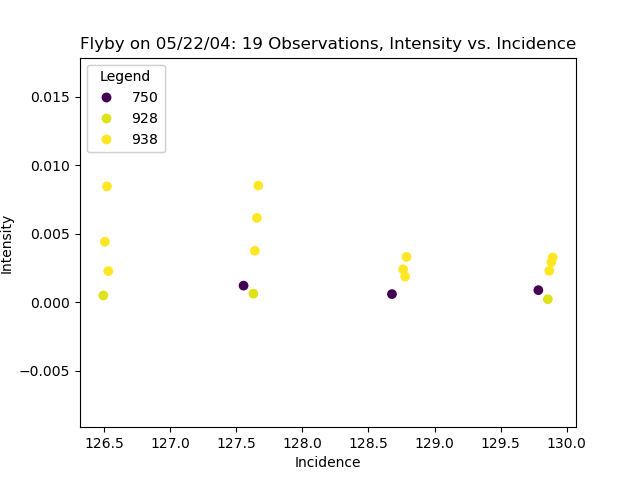 Flyby on 05/22/04: 19 Observations, Intensity vs. Incidence
Legend
750
928
938
0.015
0.010
0.005
0.000
−0.005
Intensity
126.5 127.0 127.5 128.0 128.5 129.0 129.5 130.0
Incidence